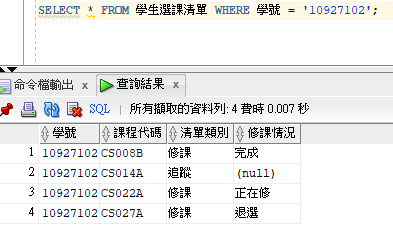 SELECT * FROM 學生選課清單 WHERE 學號 = '10927102';
命令檔輸出 x 查詢結果 x
SQL | 所有擷取的資料列: 4 費時 0.007 秒
學號 課程代碼 清單類別 修課情況
1 10927102 CS008B 修課 完成
2 10927102 CS014A 追蹤 (null)
3 10927102 CS022A 修課 正在修
4 10927102 CS027A 修課 退選